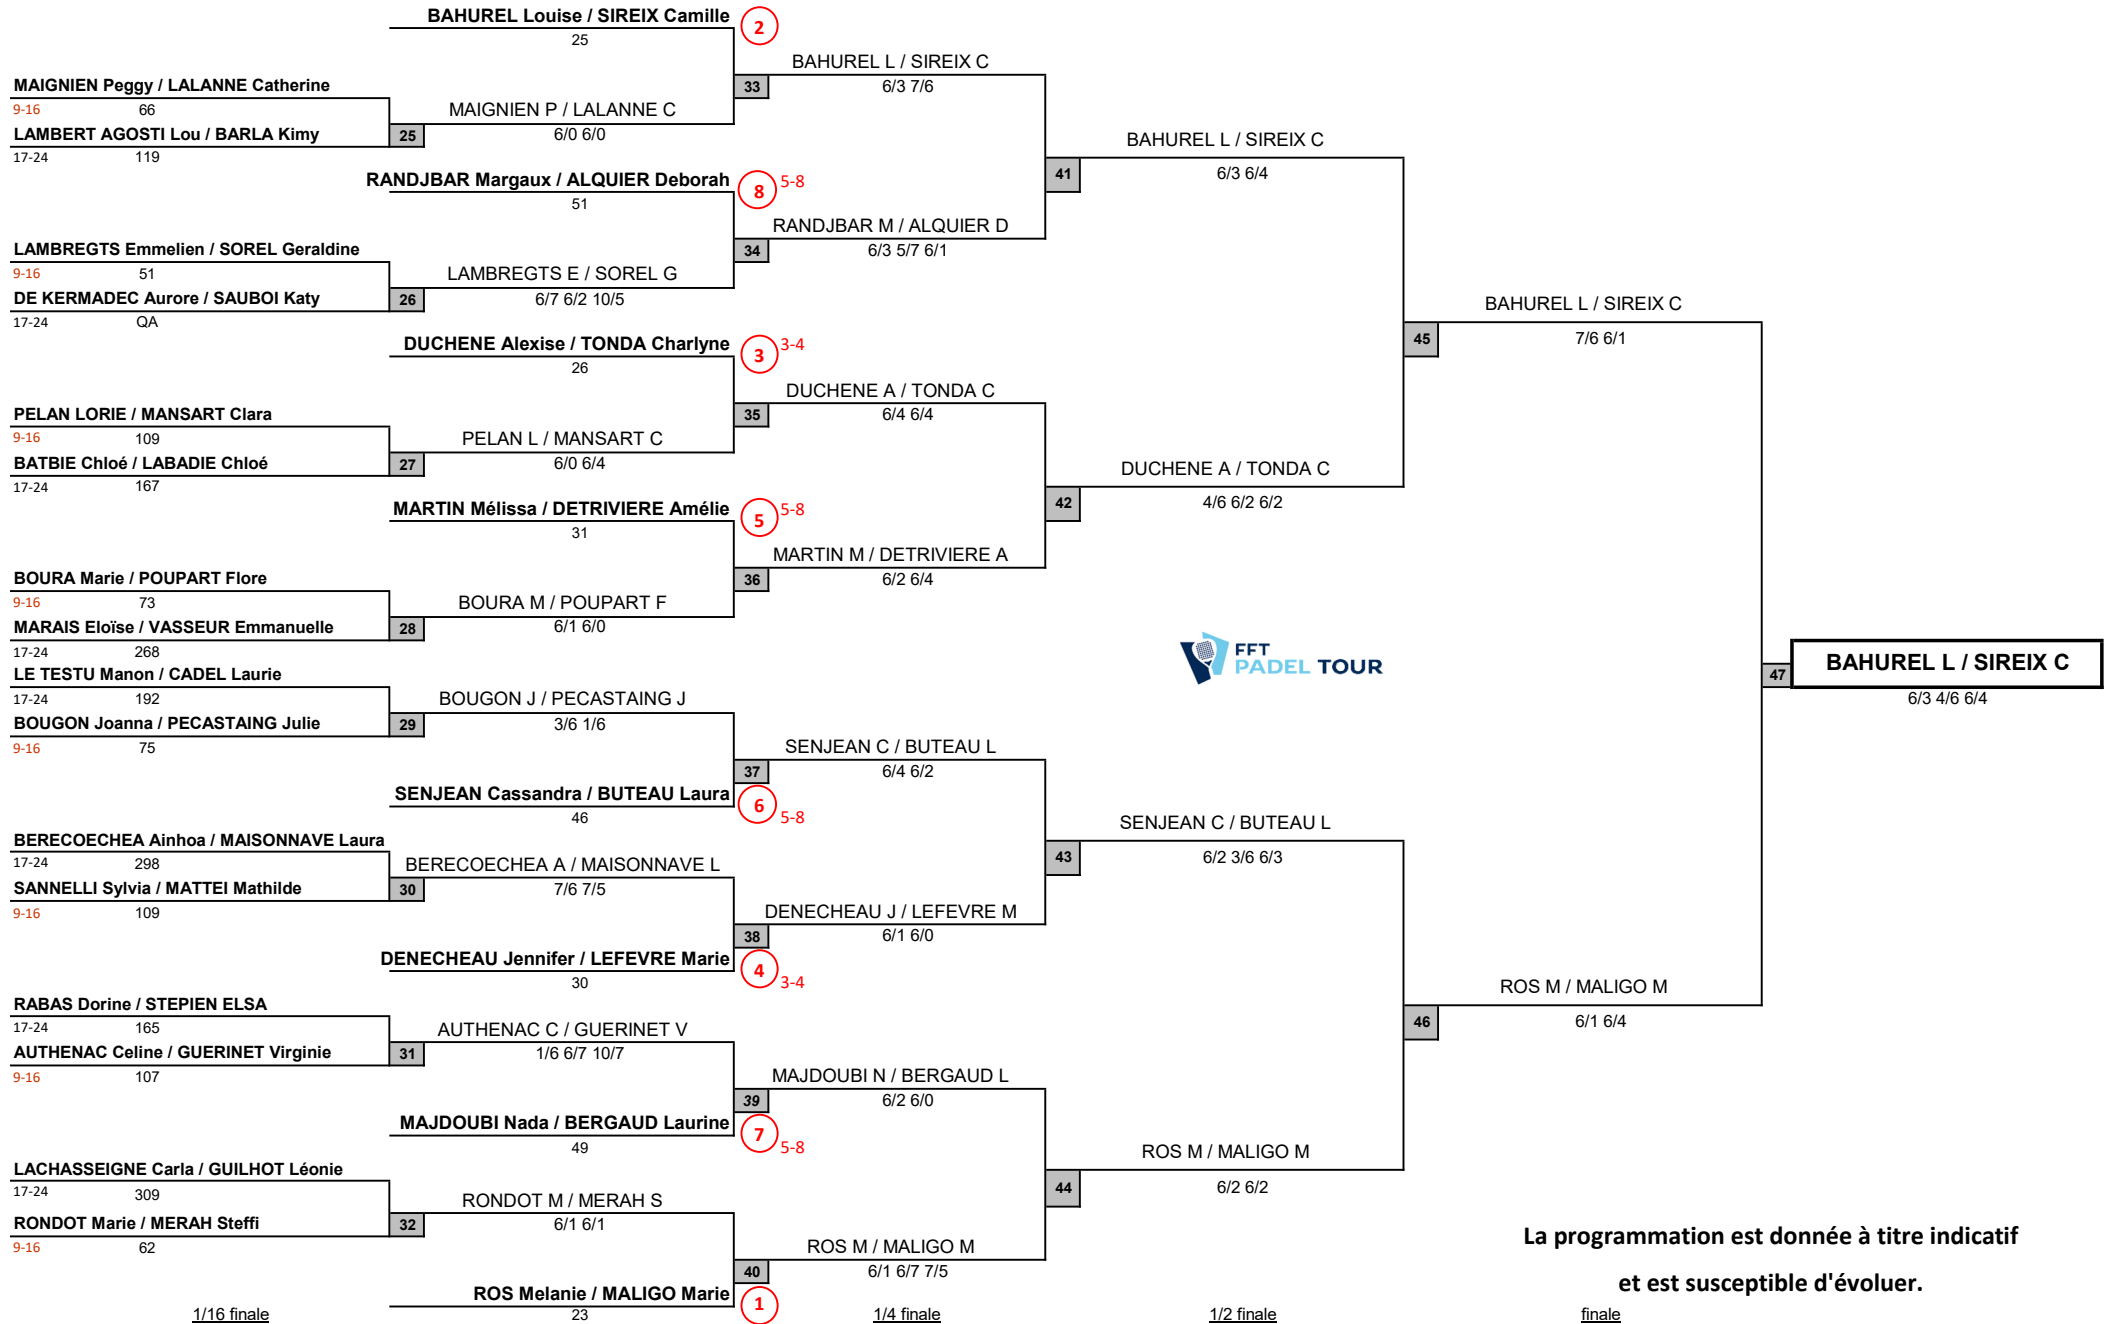 BAHUREL Louise / SIREIX Camille
2
25
BAHUREL L / SIREIX C
MAIGNIEN Peggy / LALANNE Catherine
33
6/3 7/6
9-16 66
MAIGNIEN P / LALANNE C
LAMBERT AGOSTI Lou / BARLA Kimy
25
6/0 6/0
17-24 119
BAHUREL L / SIREIX C
41
6/3 6/4
RANDJBAR Margaux / ALQUIER Deborah
8
5-8
51
RANDJBAR M / ALQUIER D
LAMBREGTS Emmelien / SOREL Geraldine
34
6/3 5/7 6/1
9-16 51
LAMBREGTS E / SOREL G
DE KERMADEC Aurore / SAUBOI Katy
26
6/7 6/2 10/5
17-24 QA
BAHUREL L / SIREIX C
45
7/6 6/1
DUCHENE Alexise / TONDA Charlyne
3
3-4
26
DUCHENE A / TONDA C
PELAN LORIE / MANSART Clara
35
6/4 6/4
9-16 109
PELAN L / MANSART C
BATBIE Chloé / LABADIE Chloé
27
6/0 6/4
17-24 167
DUCHENE A / TONDA C
42
4/6 6/2 6/2
MARTIN Mélissa / DETRIVIERE Amélie
5
5-8
31
MARTIN M / DETRIVIERE A
BOURA Marie / POUPART Flore
36
6/2 6/4
9-16 73
BOURA M / POUPART F
MARAIS Eloïse / VASSEUR Emmanuelle
28
6/1 6/0
17-24 268
FFT
PADEL TOUR
47
BAHUREL L / SIREIX C
6/3 4/6 6/4
LE TESTU Manon / CADEL Laurie
17-24 192
BOUGON J / PECASTAING J
BOUGON Joanna / PECASTAING Julie
29
3/6 1/6
9-16 75
SENJEAN C / BUTEAU L
37
6/4 6/2
SENJEAN Cassandra / BUTEAU Laura
6
5-8
46
SENJEAN C / BUTEAU L
43
6/2 3/6 6/3
BERECOECHEA Ainhoa / MAISONNAVE Laura
17-24 298
BERECOECHEA A / MAISONNAVE L
SANNELLI Sylvia / MATTEI Mathilde
30
7/6 7/5
9-16 109
DENECHEAU J / LEFEVRE M
38
6/1 6/0
DENECHEAU Jennifer / LEFEVRE Marie
4
3-4
30
ROS M / MALIGO M
46
6/1 6/4
RABAS Dorine / STEPIEN ELSA
17-24 165
AUTHENAC C / GUERINET V
AUTHENAC Celine / GUERINET Virginie
31
1/6 6/7 10/7
9-16 107
MAJDOUBI N / BERGAUD L
39
6/2 6/0
MAJDOUBI Nada / BERGAUD Laurine
7
5-8
49
ROS M / MALIGO M
44
6/2 6/2
LACHASSEIGNE Carla / GUILHOT Léonie
17-24 309
RONDOT M / MERAH S
RONDOT Marie / MERAH Steffi
32
6/1 6/1
9-16 62
ROS M / MALIGO M
40
6/1 6/7 7/5
ROS Melanie / MALIGO Marie
1
23
La programmation est donnée à titre indicatif
et est susceptible d'évoluer.
1/16 finale
1/4 finale
1/2 finale
finale